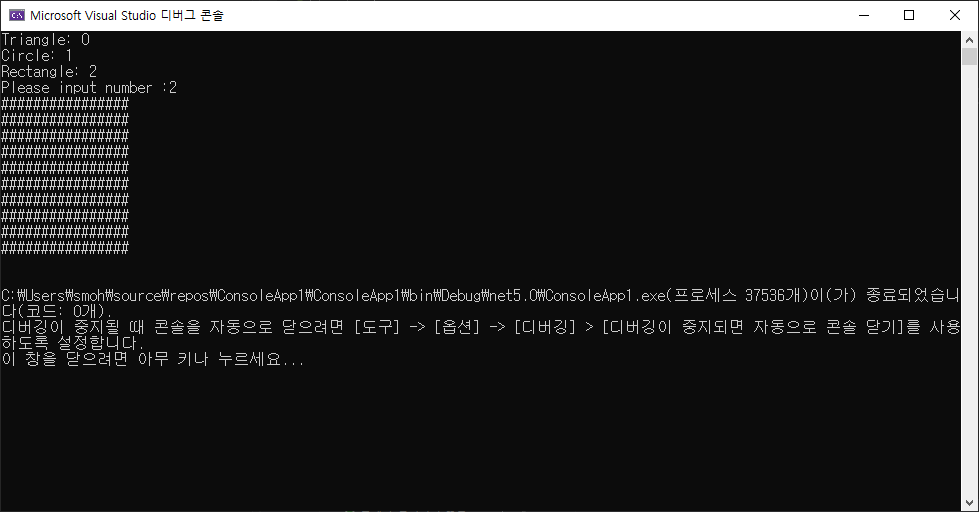 Microsoft Visual Studio 디버그 콘솔
Triangle: 0
Circle: 1
Rectangle: 2
Please input number :2
################
################
################
################
################
################
################
################
################
################
C:\Users\smoh\source\repos\ConsoleApp1\ConsoleApp1\bin\Debug\net5.0\ConsoleApp1.exe(프로세스 37536개)이(가) 종료되었습니
다(코드: 0개).
디버깅이 중지될 때 콘솔을 자동으로 닫으려면 [도구] -> [옵션] -> [디버깅] > [디버깅이 중지되면 자동으로 콘솔 닫기]를 사용
하도록 설정합니다.
이 창을 닫으려면 아무 키나 누르세요...